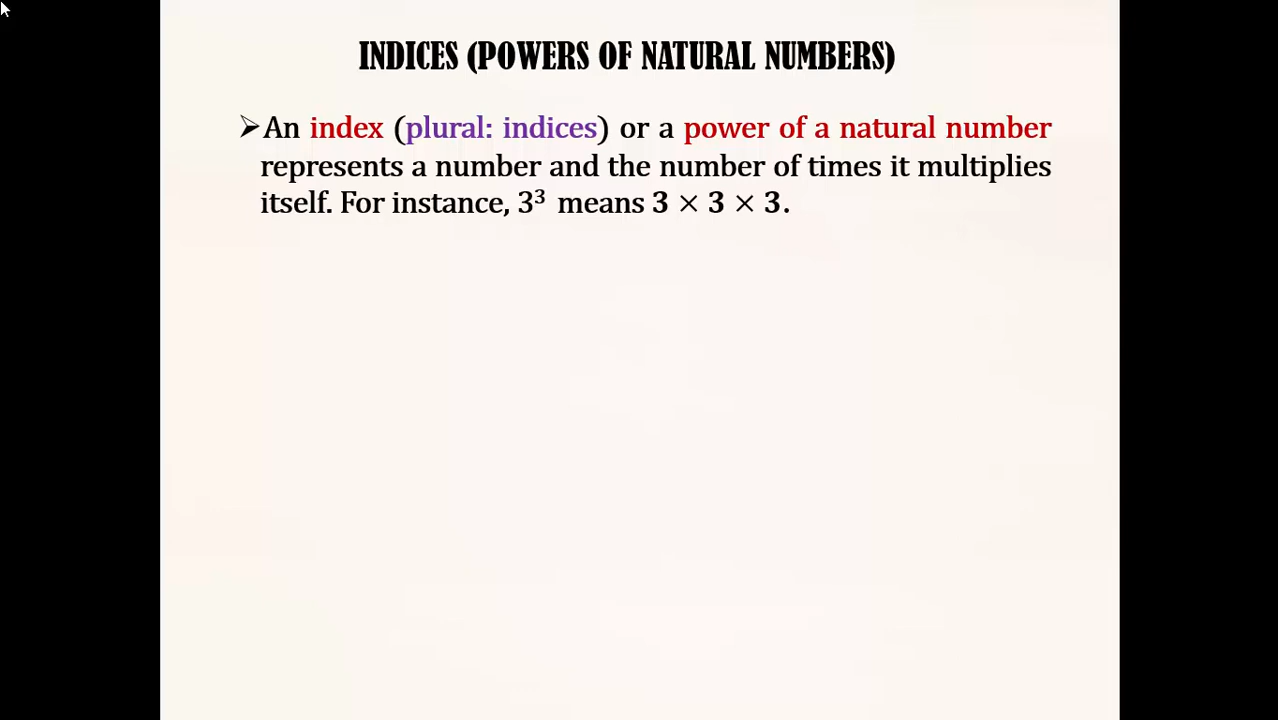 INDICES (POWERS OF NATURAL NUMBERS)
➢An index (plural: indices) or a power of a natural number
represents a number and the number of times it multiplies
itself. For instance, 3³ means 3 × 3 × 3.